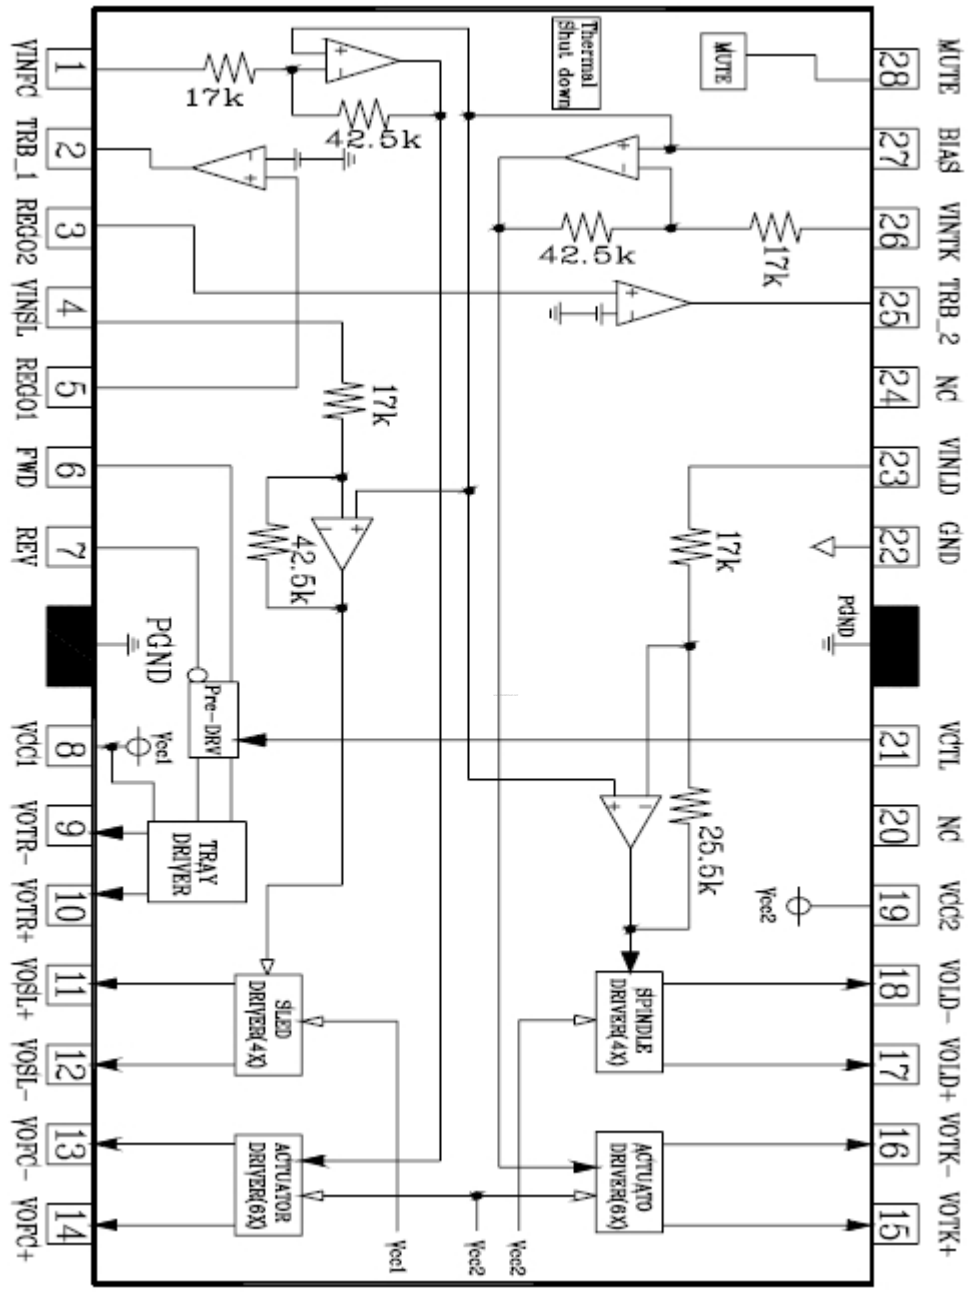 VINFC
1
TRB_1
2
REGO2
3
VINSL
4
REGO1
5
FWD
6
REV
7
VCC1
8
VOTR-
9
VOTR+
10
VOSL+
11
VOSL-
12
VOFC-
13
VOFC+
14
MUTE
28
BIAS
27
VINTK
26
TRB_2
25
NC
24
VINLD
23
GND
22
VCTL
21
NC
20
VCC2
19
VOLD-
18
VOLD+
17
VOTK-
16
VOTK+
15
Thermal
Shut down
MUTE
17k
42.5k
+
-
-
+
+
-
42.5k
17k
+
-
17k
-
+
42.5k
17k
PGND
PGND
Pre-DRV
Vcc1
TRAY
DRIVER
+
-
25.5k
Vcc2
SLED
DRIVER(4X)
SPINDLE
DRIVER(4X)
ACTUATOR
DRIVER(6X)
ACTUATO
DRIVER(6X)
Vcc1
Vcc2
Vcc2